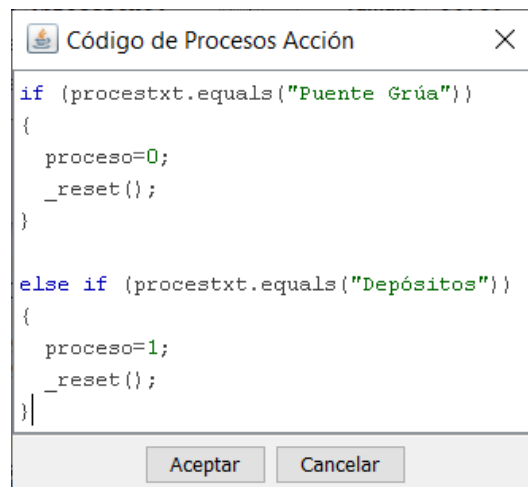 Código de Procesos Acción
if (procestxt.equals("Puente Grúa"))
{
  proceso=0;
  _reset();
}
else if (procestxt.equals("Depósitos"))
{
  proceso=1;
  _reset();
}
Aceptar Cancelar